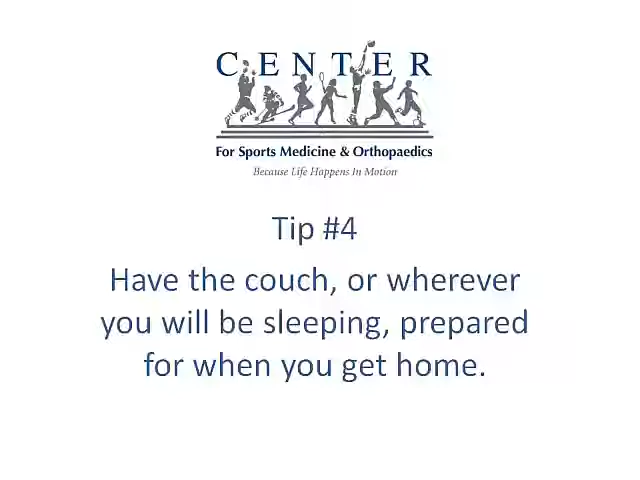 CENTER
For Sports Medicine & Orthopaedics
Because Life Happens In Motion
Tip #4
Have the couch, or wherever
you will be sleeping, prepared
for when you get home.